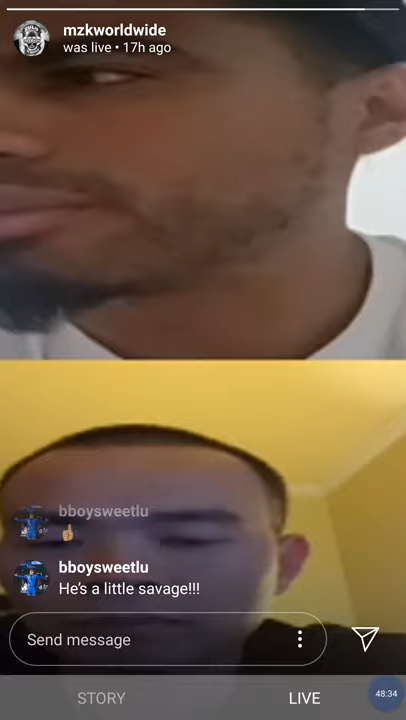 mzkworldwide
was live • 17h ago
bboysweetlu
👍
bboysweetlu
He's a little savage!!!
Send message
STORY
LIVE
48:34